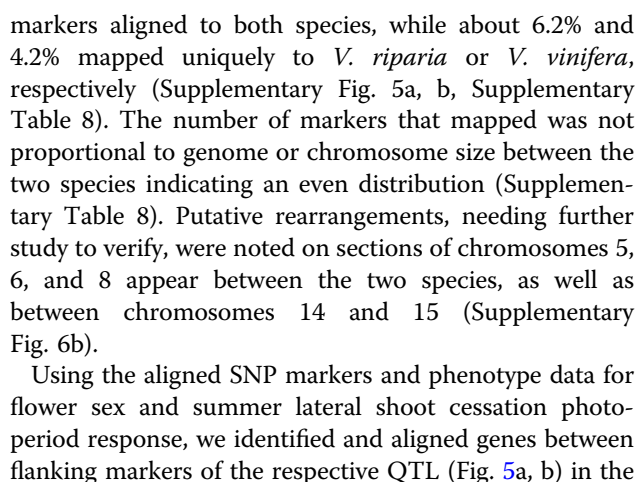 markers aligned to both species, while about 6.2% and
4.2% mapped uniquely to V. riparia or V. vinifera,
respectively (Supplementary Fig. 5a, b, Supplementary
Table 8). The number of markers that mapped was not
proportional to genome or chromosome size between the
two species indicating an even distribution (Supplemen-
tary Table 8). Putative rearrangements, needing further
study to verify, were noted on sections of chromosomes 5,
6, and 8 appear between the two species, as well as
between chromosomes 14 and 15 (Supplementary
Fig. 6b).
Using the aligned SNP markers and phenotype data for
flower sex and summer lateral shoot cessation photo-
period response, we identified and aligned genes between
flanking markers of the respective QTL (Fig. 5a, b) in the